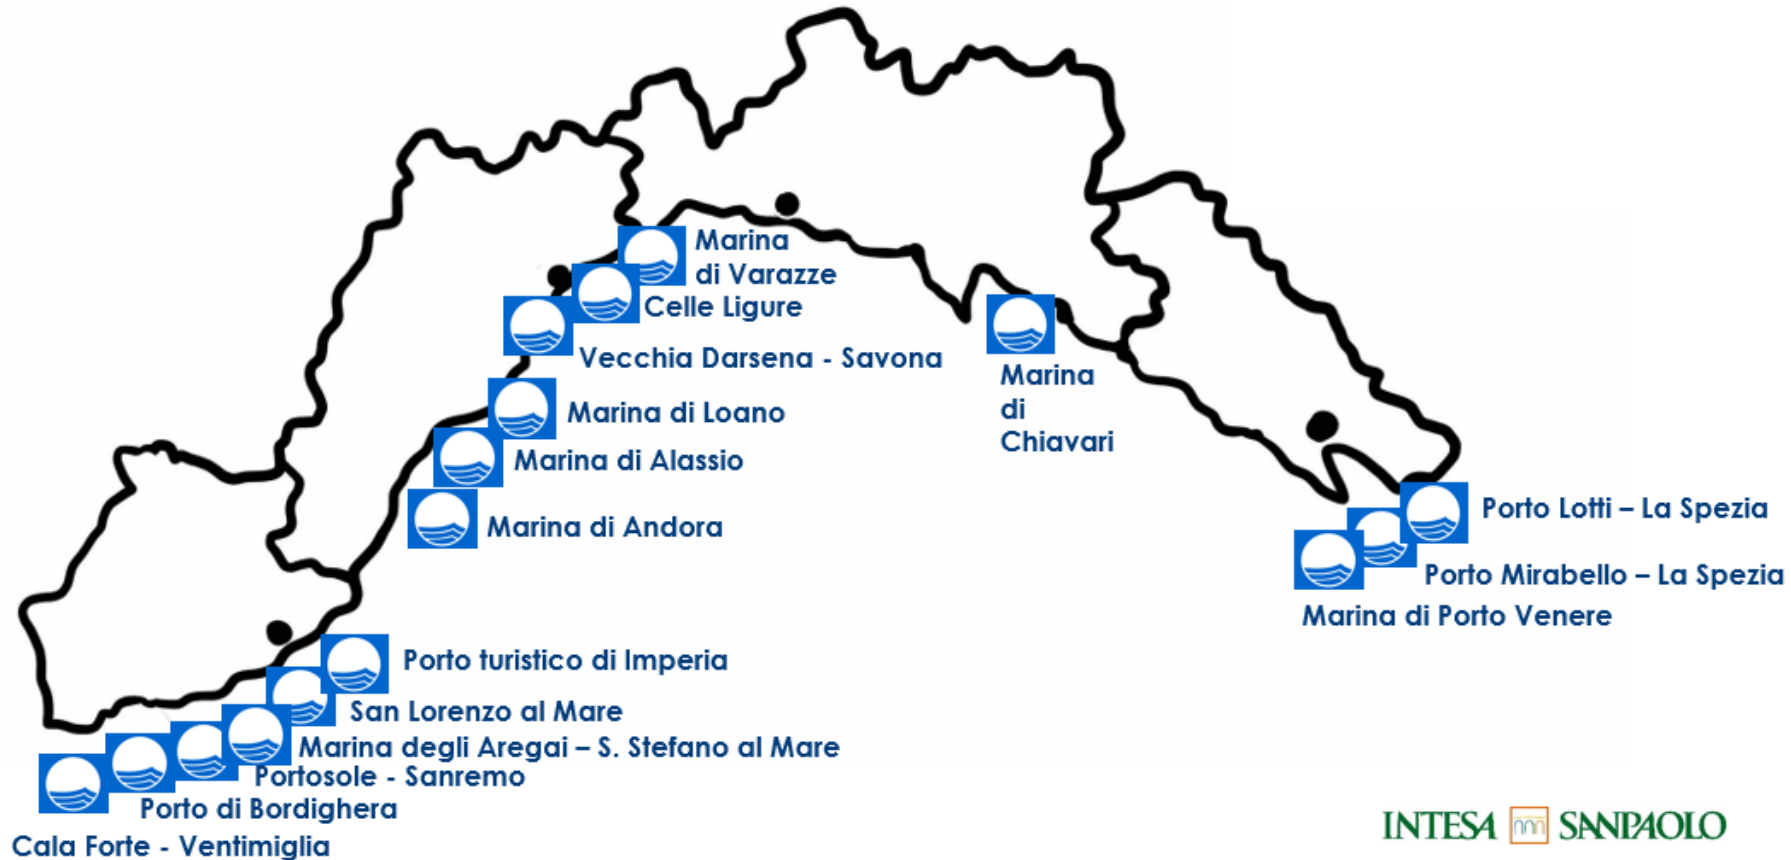 Marina
di Varazze
Celle Ligure
Vecchia Darsena - Savona
Marina di Loano
Marina di Alassio
Marina di Andora
Marina
di
Chiavari
Porto Lotti – La Spezia
Porto Mirabello – La Spezia
Marina di Porto Venere
Porto turistico di Imperia
San Lorenzo al Mare
Marina degli Aregai – S. Stefano al Mare
Portosole - Sanremo
Porto di Bordighera
Cala Forte - Ventimiglia
INTESA SANPAOLO